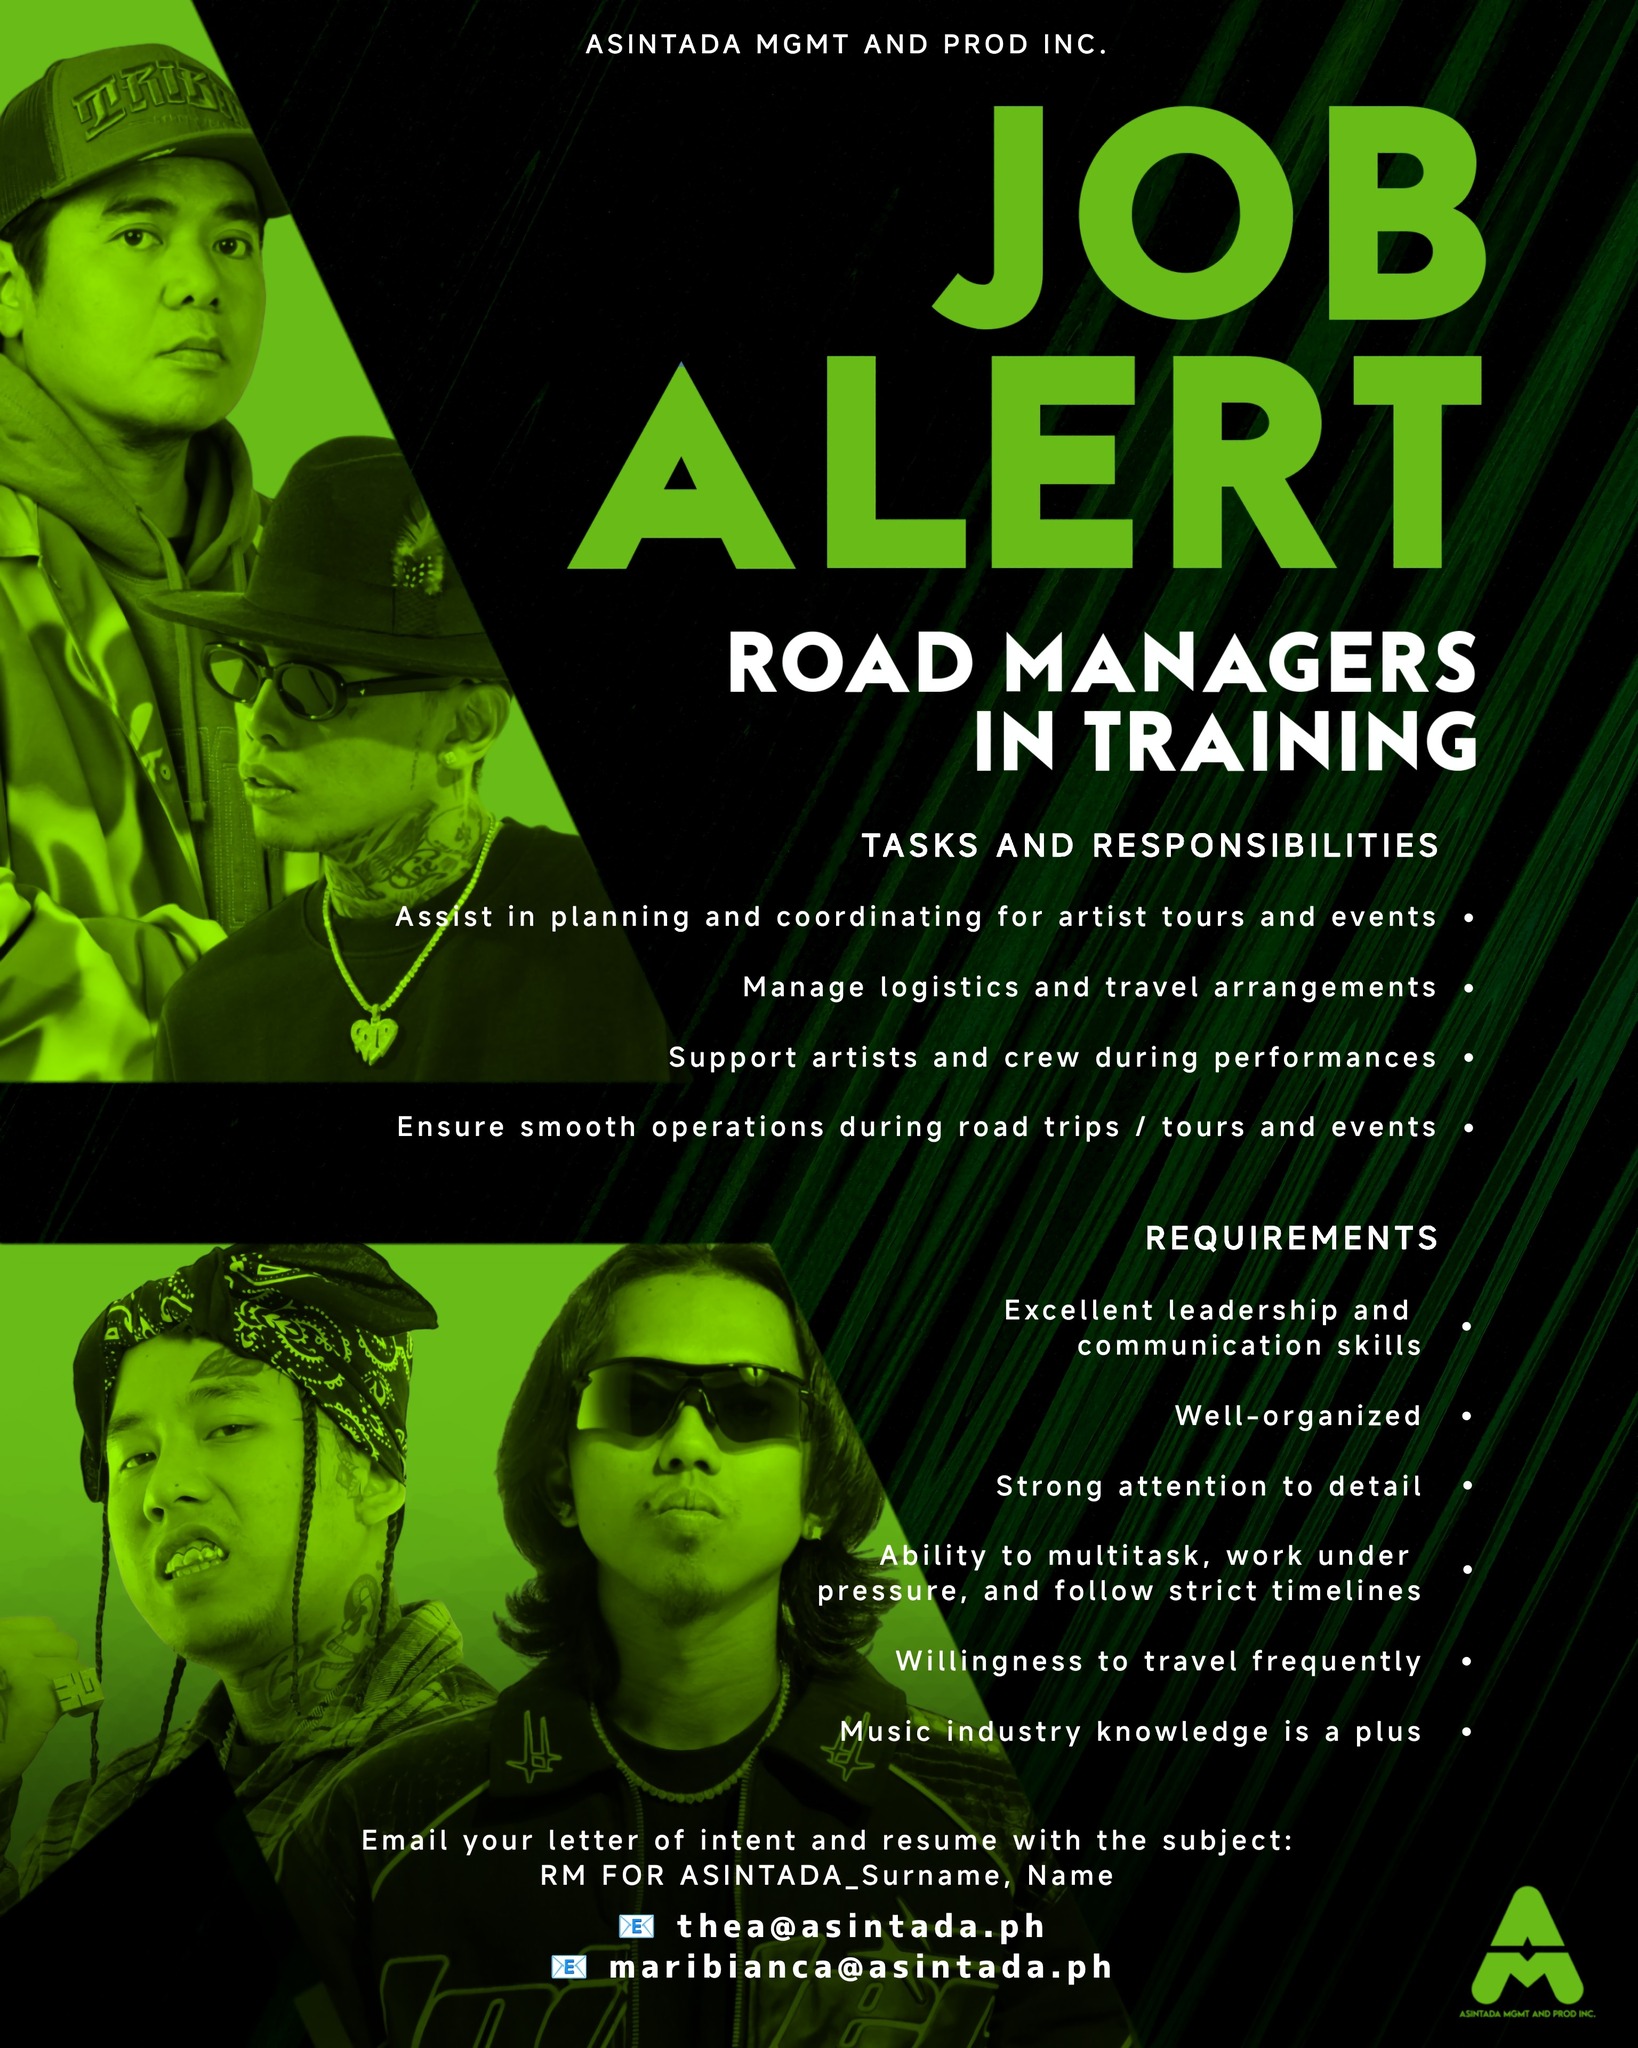 ASINTADA MGMT AND PROD INC.
JOB
ALERT
ROAD MANAGERS
IN TRAINING
TASKS AND RESPONSIBILITIES
Assist in planning and coordinating for artist tours and events •
Manage logistics and travel arrangements •
Support artists and crew during performances •
Ensure smooth operations during road trips / tours and events •
REQUIREMENTS
Excellent leadership and
communication skills •
Well-organized •
Strong attention to detail •
Ability to multitask, work under
pressure, and follow strict timelines •
Willingness to travel frequently •
Music industry knowledge is a plus •
Email your letter of intent and resume with the subject:
RM FOR ASINTADA_Surname, Name
📧 thea@asintada.ph
📧 maribianca@asintada.ph
ASINTADA MGMT AND PROD INC.